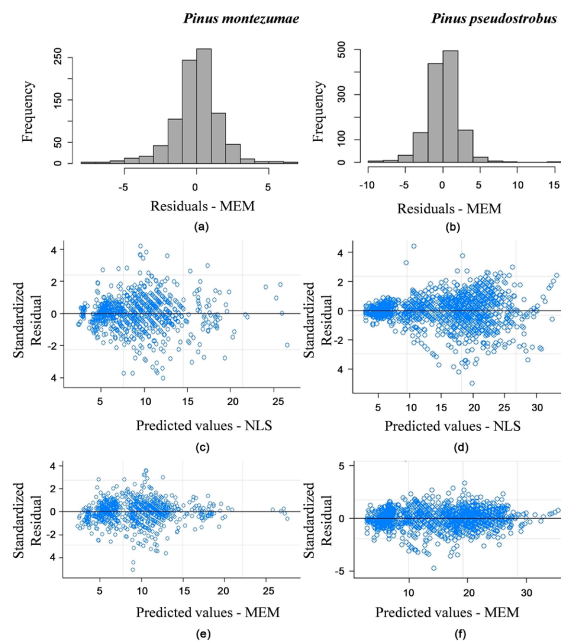 Pinus montezumae
Pinus pseudostrobus
Frequency
250
150
0 50
-5 0 5
Residuals - MEM
(a)
Frequency
500
300
0 100
-10 -5 0 5 10 15
Residuals - MEM
(b)
Standardized
Residual
4
2
0
-2
4
5 10 15 20 25
Predicted values - NLS
(c)
Standardized
Residual
4
2
0
-2
4
5 10 15 20 25 30
Predicted values - NLS
(d)
Standardized
Residual
4
2
0
-2
4
5 10 15 20 25
Predicted values - MEM
(e)
Standardized
Residual
5
0
-5
10 20 30
Predicted values - MEM
(f)